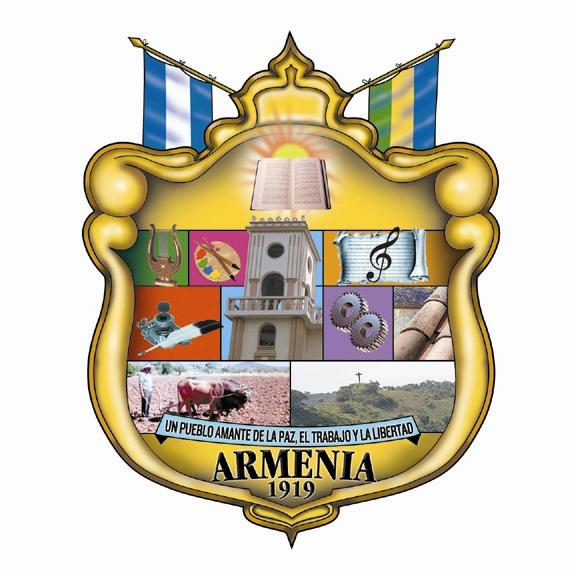 UN PUEBLO AMANTE DE LA PAZ, EL TRABAJO Y LA LIBERTAD
ARMENIA
1919